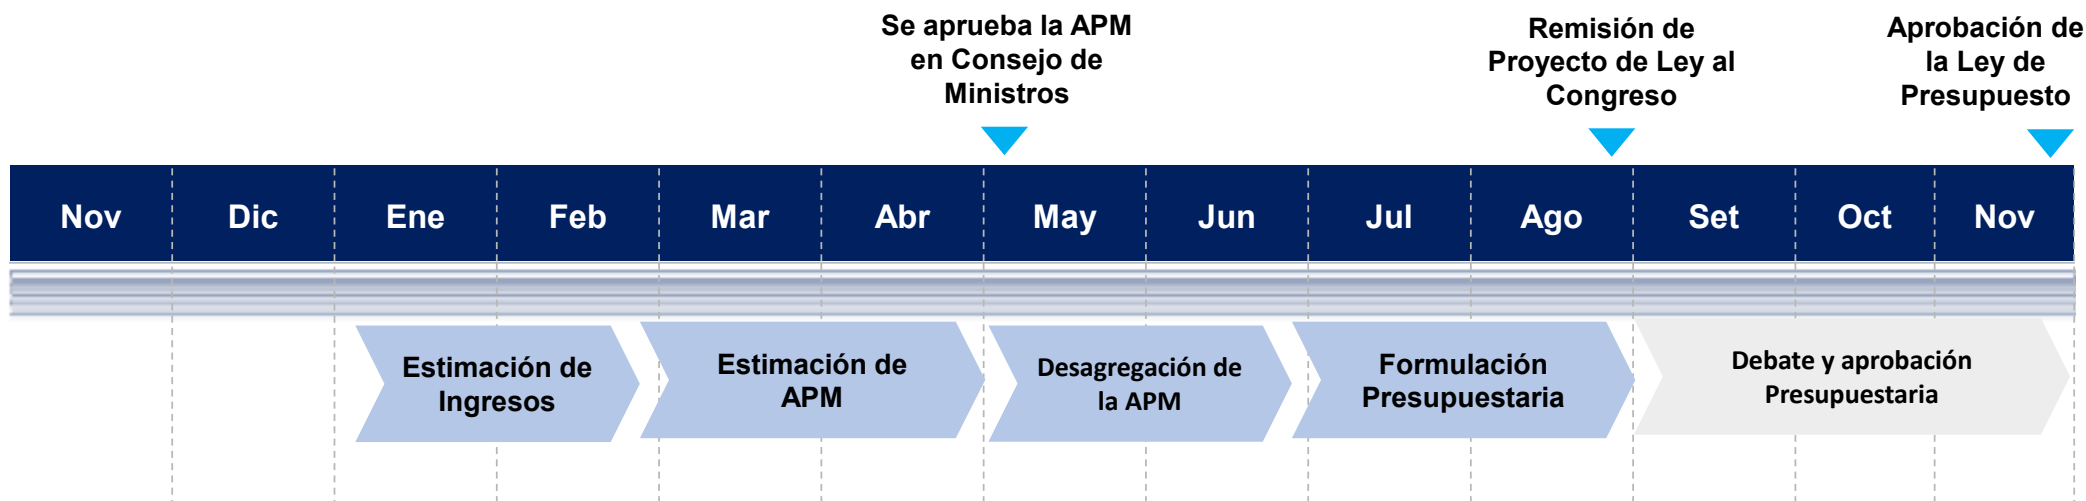 Se aprueba la APM
en Consejo de
Ministros
Remisión de
Proyecto de Ley al
Congreso
Aprobación de
la Ley de
Presupuesto
Nov Dic Ene Feb Mar Abr May Jun Jul Ago Set Oct Nov
Estimación de
Ingresos
Estimación de
APM
Desagregación de
la APM
Formulación
Presupuestaria
Debate y aprobación
Presupuestaria